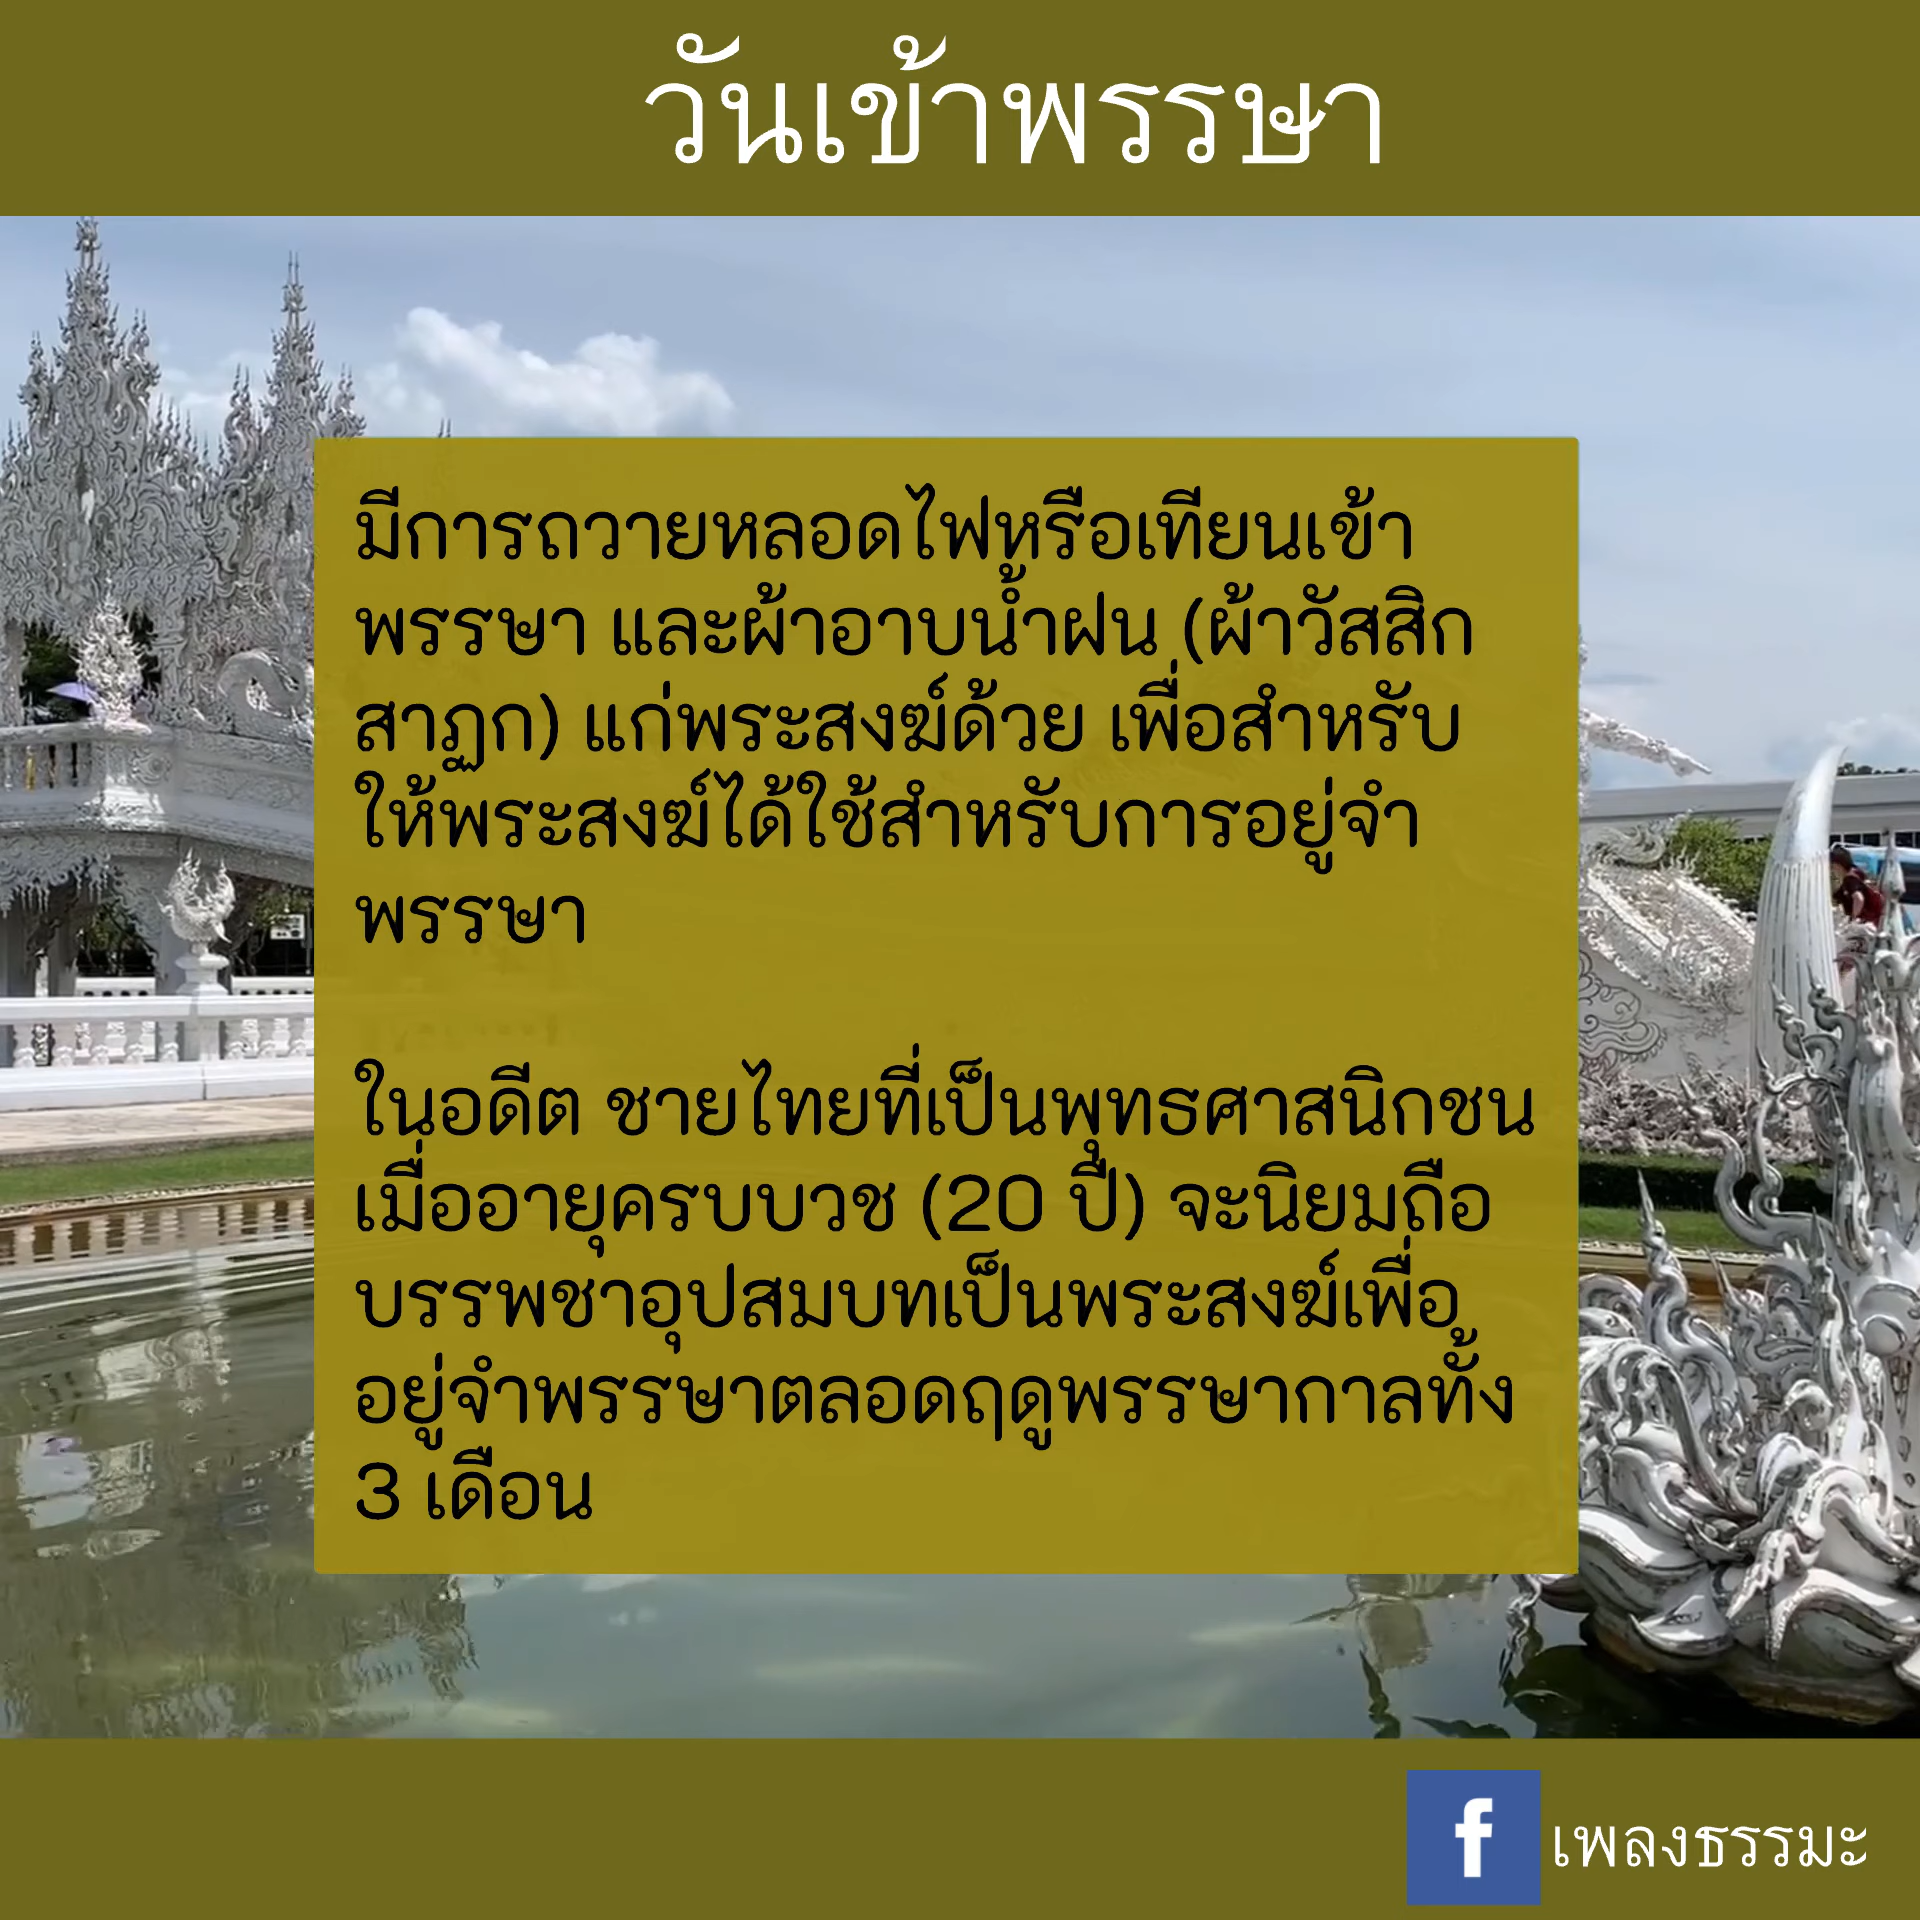 วันเข้าพรรษา
มีการถวายหลอดไฟหรือเทียนเข้า
พรรษา และผ้าอาบน้ำฝน (ผ้าวัสสิก
สาฏก) แก่พระสงฆ์ด้วย เพื่อสำหรับ
ให้พระสงฆ์ได้ใช้สำหรับการอยู่จำ
พรรษา
ในอดีต ชายไทยที่เป็นพุทธศาสนิกชน
เมื่ออายุครบบวช (20 ปี) จะนิยมถือ
บรรพชาอุปสมบทเป็นพระสงฆ์เพื่อ
อยู่จำพรรษาตลอดฤดูพรรษากาลทั้ง
3 เดือน
f เพลงธรรมะ